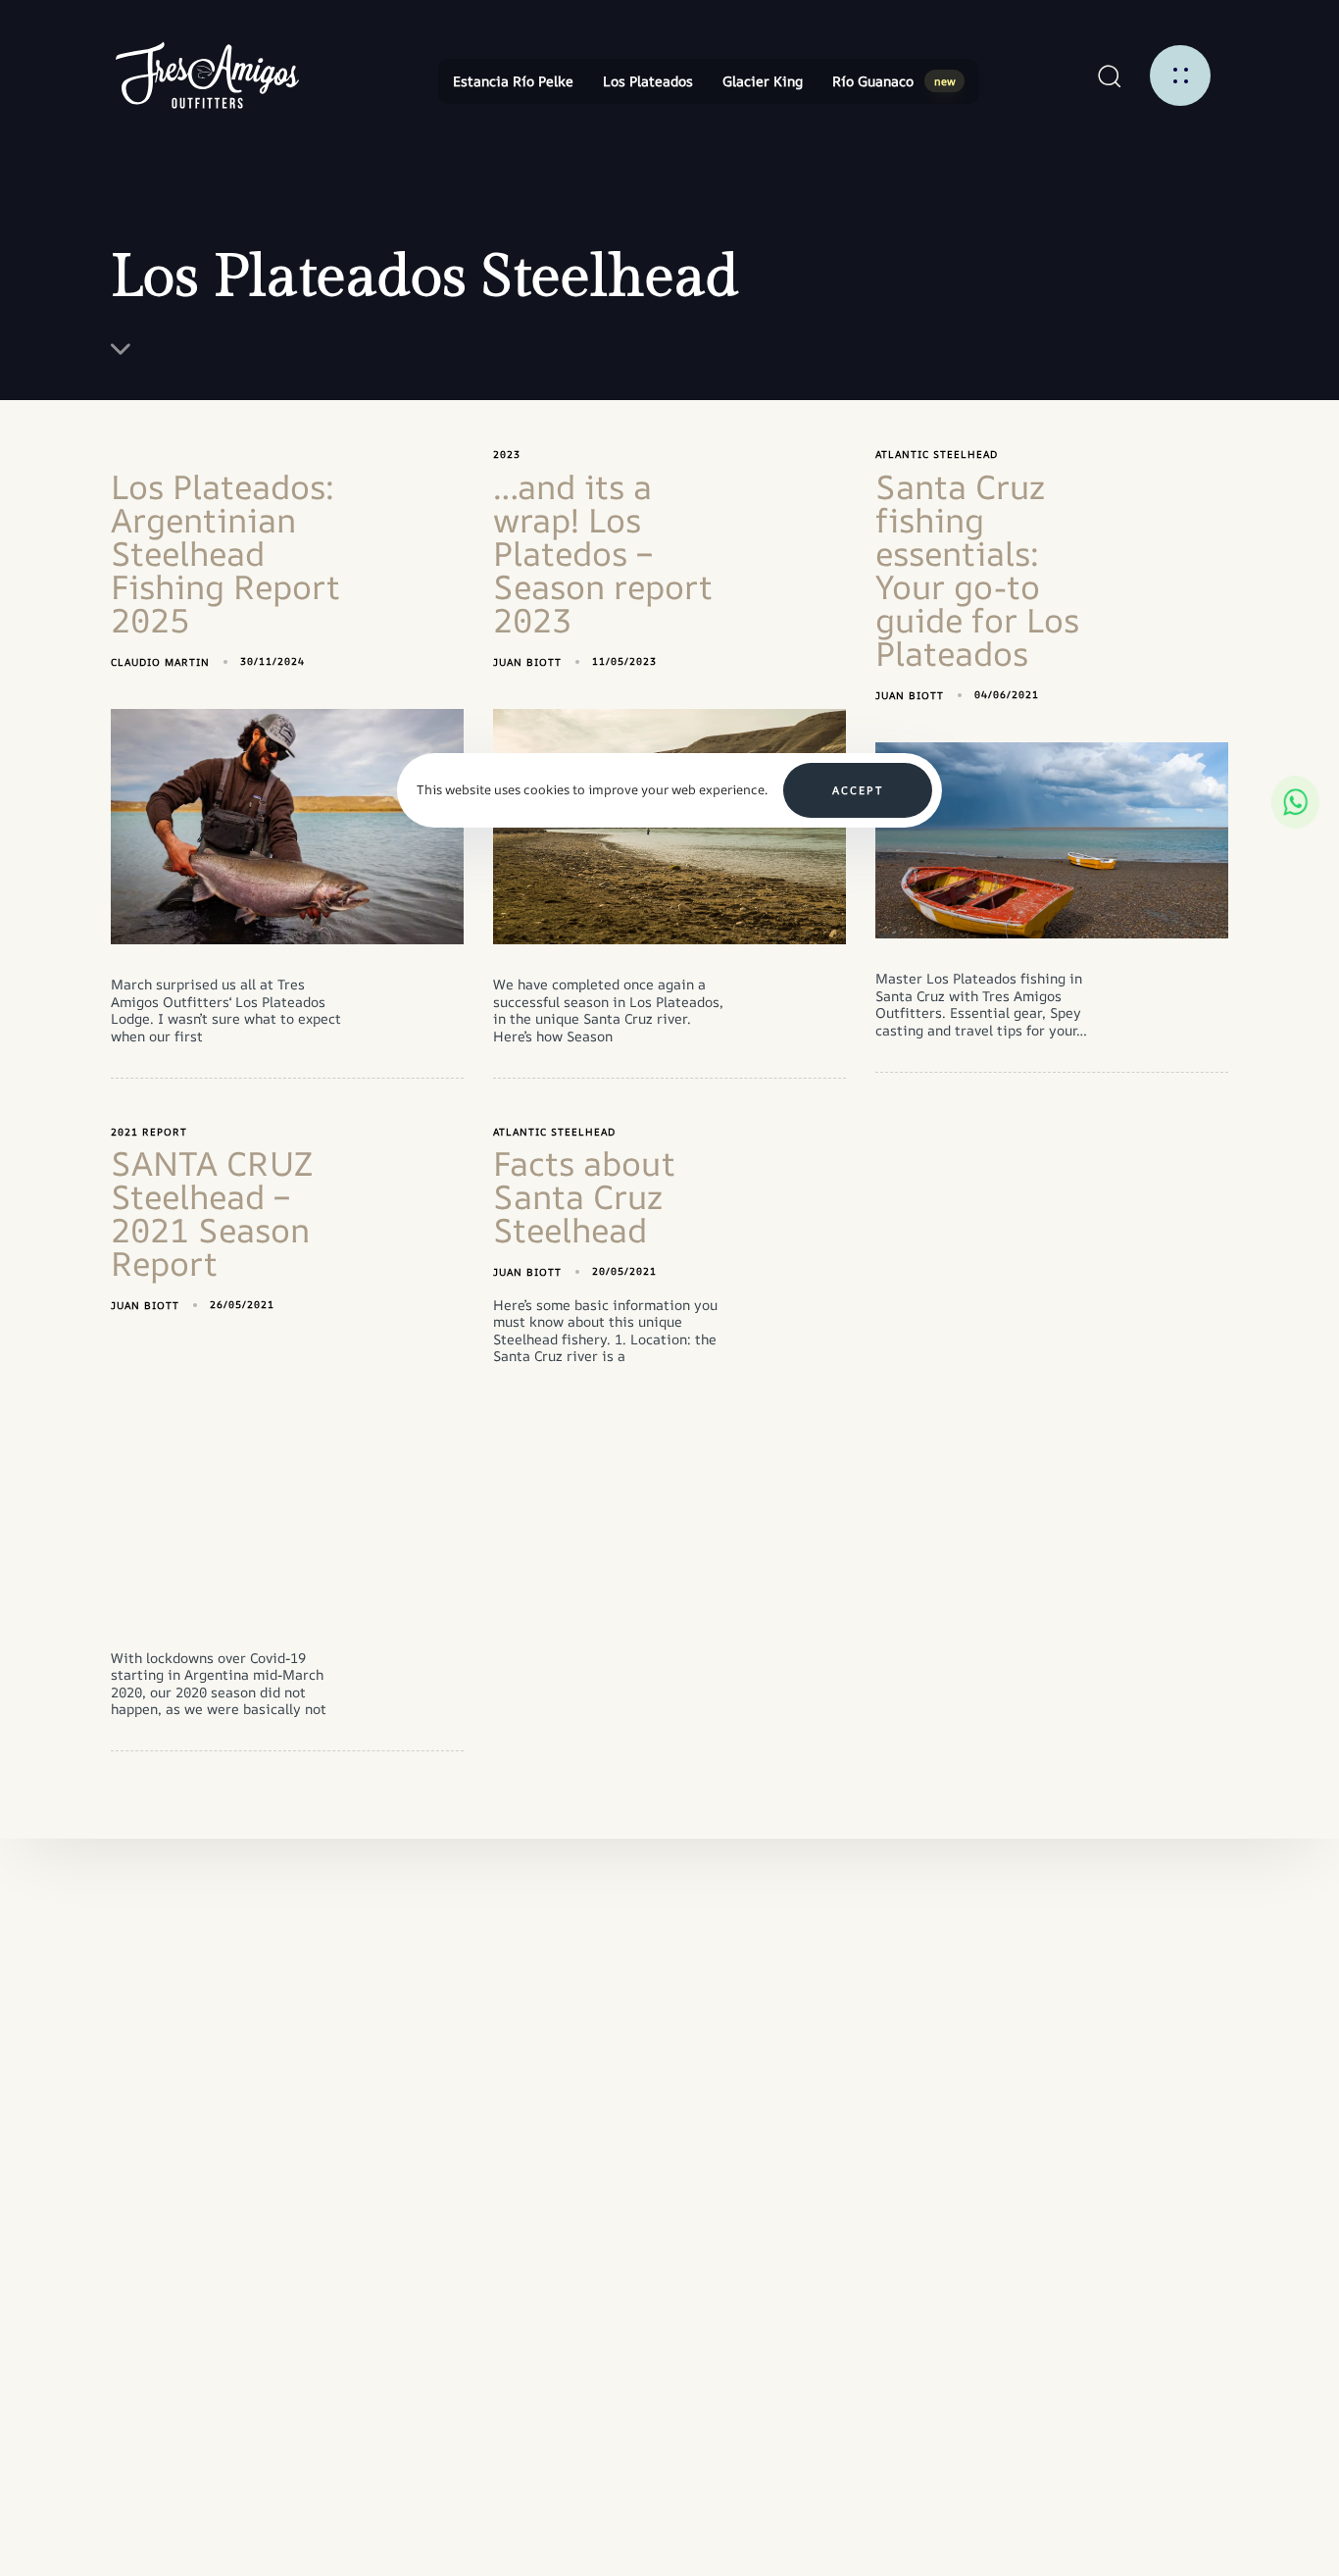 Tres Amigos
OUTFITTERS
Estancia Río Pelke
Los Plateados
Glacier King
Río Guanaco
new
Los Plateados Steelhead
Los Plateados:
Argentinian
Steelhead
Fishing Report
2025
CLAUDIO MARTIN • 30/11/2024
March surprised us all at Tres
Amigos Outfitters‘ Los Plateados
Lodge. I wasn’t sure what to expect
when our first
2023
…and its a
wrap! Los
Platedos –
Season report
2023
JUAN BIOTT • 11/05/2023
We have completed once again a
successful season in Los Plateados,
in the unique Santa Cruz river.
Here’s how Season
ATLANTIC STEELHEAD
Santa Cruz
fishing
essentials:
Your go-to
guide for Los
Plateados
JUAN BIOTT • 04/06/2021
Master Los Plateados fishing in
Santa Cruz with Tres Amigos
Outfitters. Essential gear, Spey
casting and travel tips for your…
This website uses cookies to improve your web experience.
ACCEPT
2021 REPORT
SANTA CRUZ
Steelhead –
2021 Season
Report
JUAN BIOTT • 26/05/2021
With lockdowns over Covid-19
starting in Argentina mid-March
2020, our 2020 season did not
happen, as we were basically not
ATLANTIC STEELHEAD
Facts about
Santa Cruz
Steelhead
JUAN BIOTT • 20/05/2021
Here’s some basic information you
must know about this unique
Steelhead fishery. 1. Location: the
Santa Cruz river is a